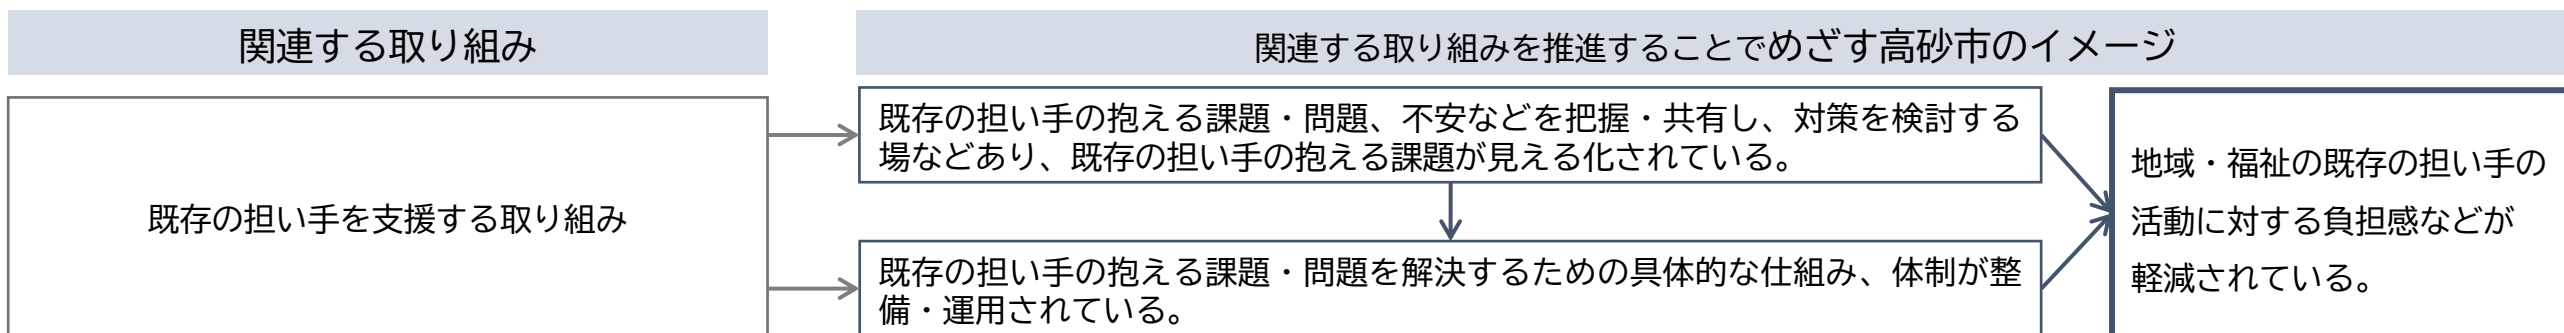 関連する取り組み
関連する取り組みを推進することでめざす高砂市のイメージ
既存の担い手を支援する取り組み
既存の担い手の抱える課題・問題、不安などを把握・共有し、対策を検討する
場などあり、既存の担い手の抱える課題が見える化されている。
既存の担い手の抱える課題・問題を解決するための具体的な仕組み、体制が整
備・運用されている。
地域・福祉の既存の担い手の
活動に対する負担感などが
軽減されている。